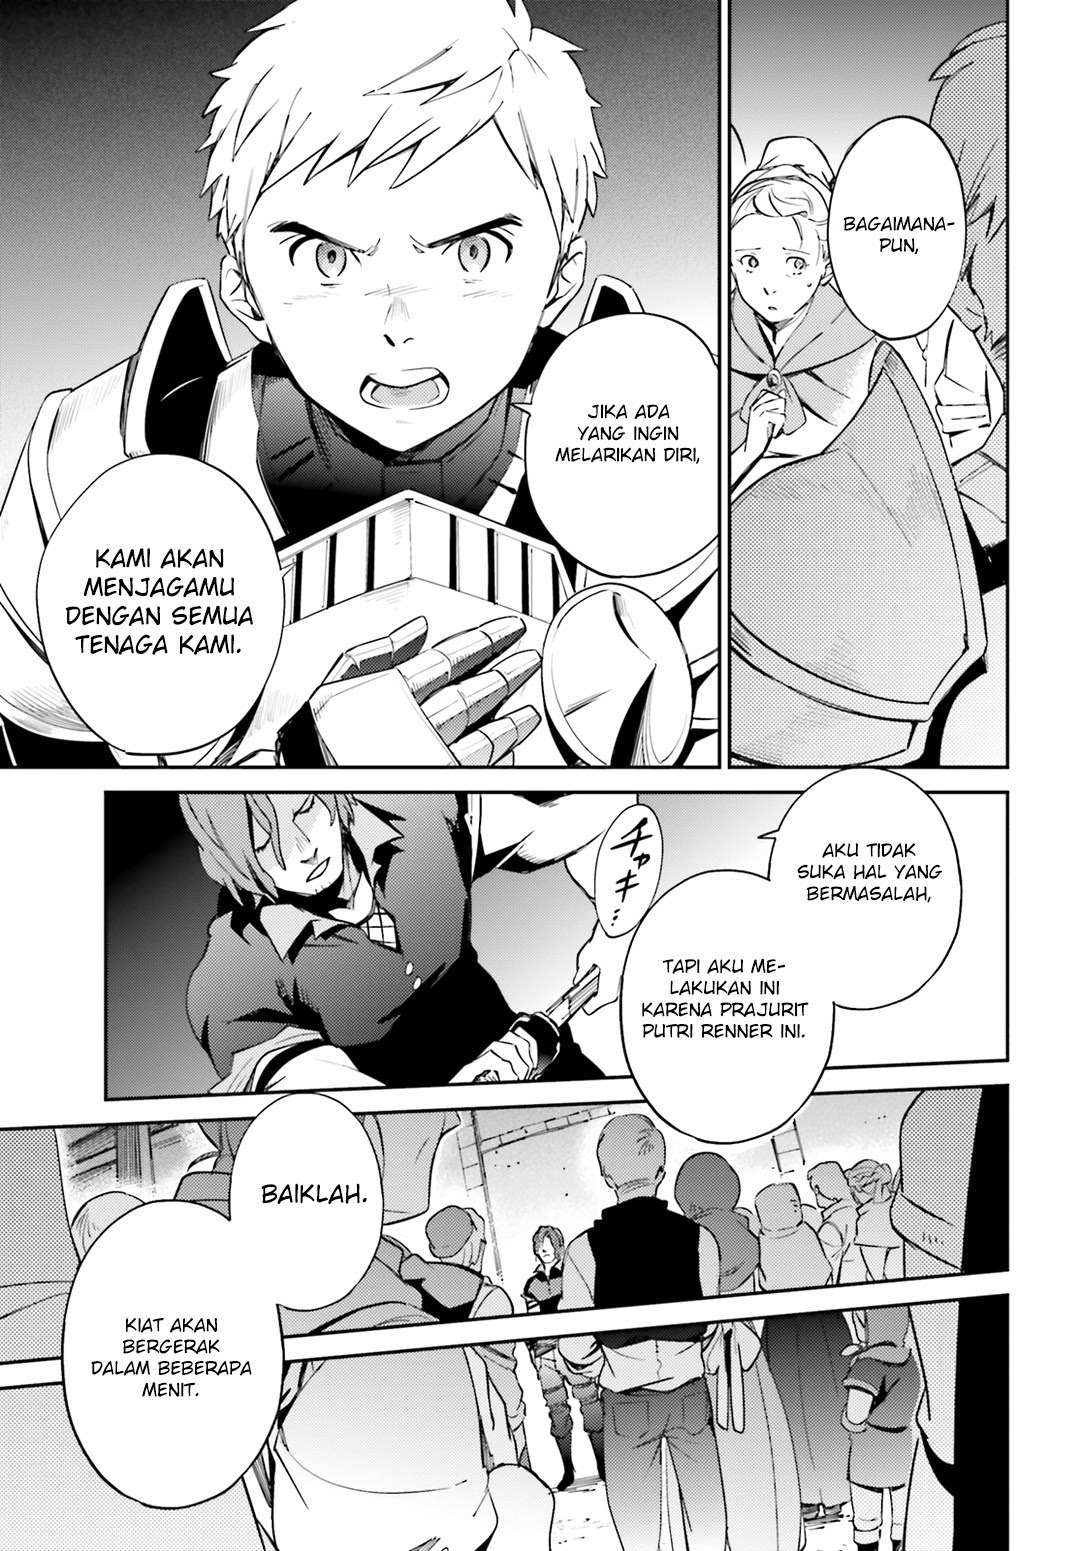 BAGAIMANA-
PUN,
JIKA ADA
YANG INGIN
MELARIKAN DIRI,
KAMI AKAN
MENJAGAMU
DENGAN SEMUA
TENAGA KAMI.
AKU TIDAK
SUKA HAL YANG
BERMASALAH,
TAPI AKU ME-
LAKUKAN INI
KARENA PRAJURIT
PUTRI RENNER INI.
チャキ…
BAIKLAH.
KIAT AKAN
BERGERAK
DALAM BEBERAPA
MENIT.